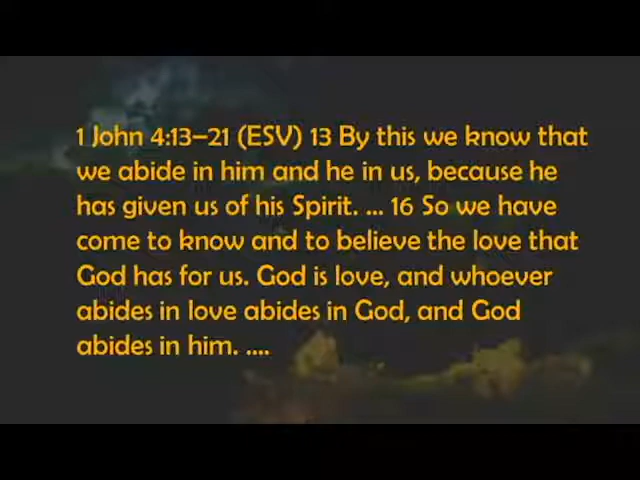 1 John 4:13–21 (ESV) 13 By this we know that
we abide in him and he in us, because he
has given us of his Spirit. ... 16 So we have
come to know and to believe the love that
God has for us. God is love, and whoever
abides in love abides in God, and God
abides in him. ....